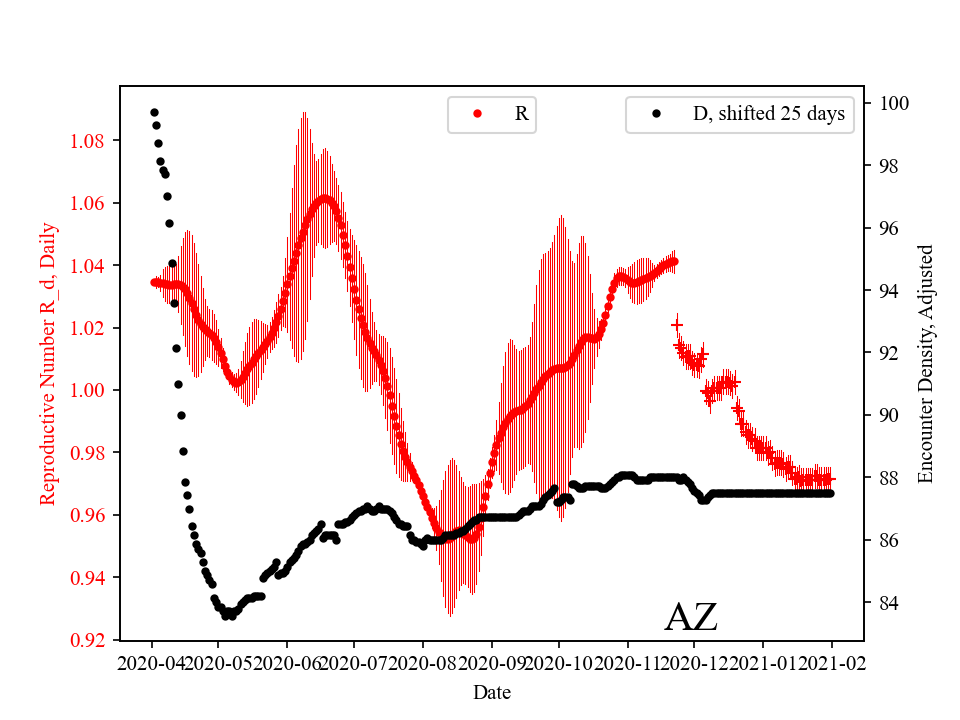 R
D, shifted 25 days
1.08
1.06
1.04
1.02
1.00
0.98
0.96
0.94
0.92
Reproductive Number R_d, Daily
100
98
96
94
92
90
88
86
84
Encounter Density, Adjusted
AZ
2020-04 2020-05 2020-06 2020-07 2020-08 2020-09 2020-10 2020-11 2020-12 2021-01 2021-02
Date